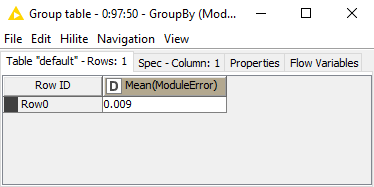 Group table - 0:97:50 - GroupBy (Mod...
File Edit Hilite Navigation View
Table "default" - Rows: 1 Spec - Column: 1 Properties Flow Variables
Row ID D Mean(ModuleError)
Row0 0.009